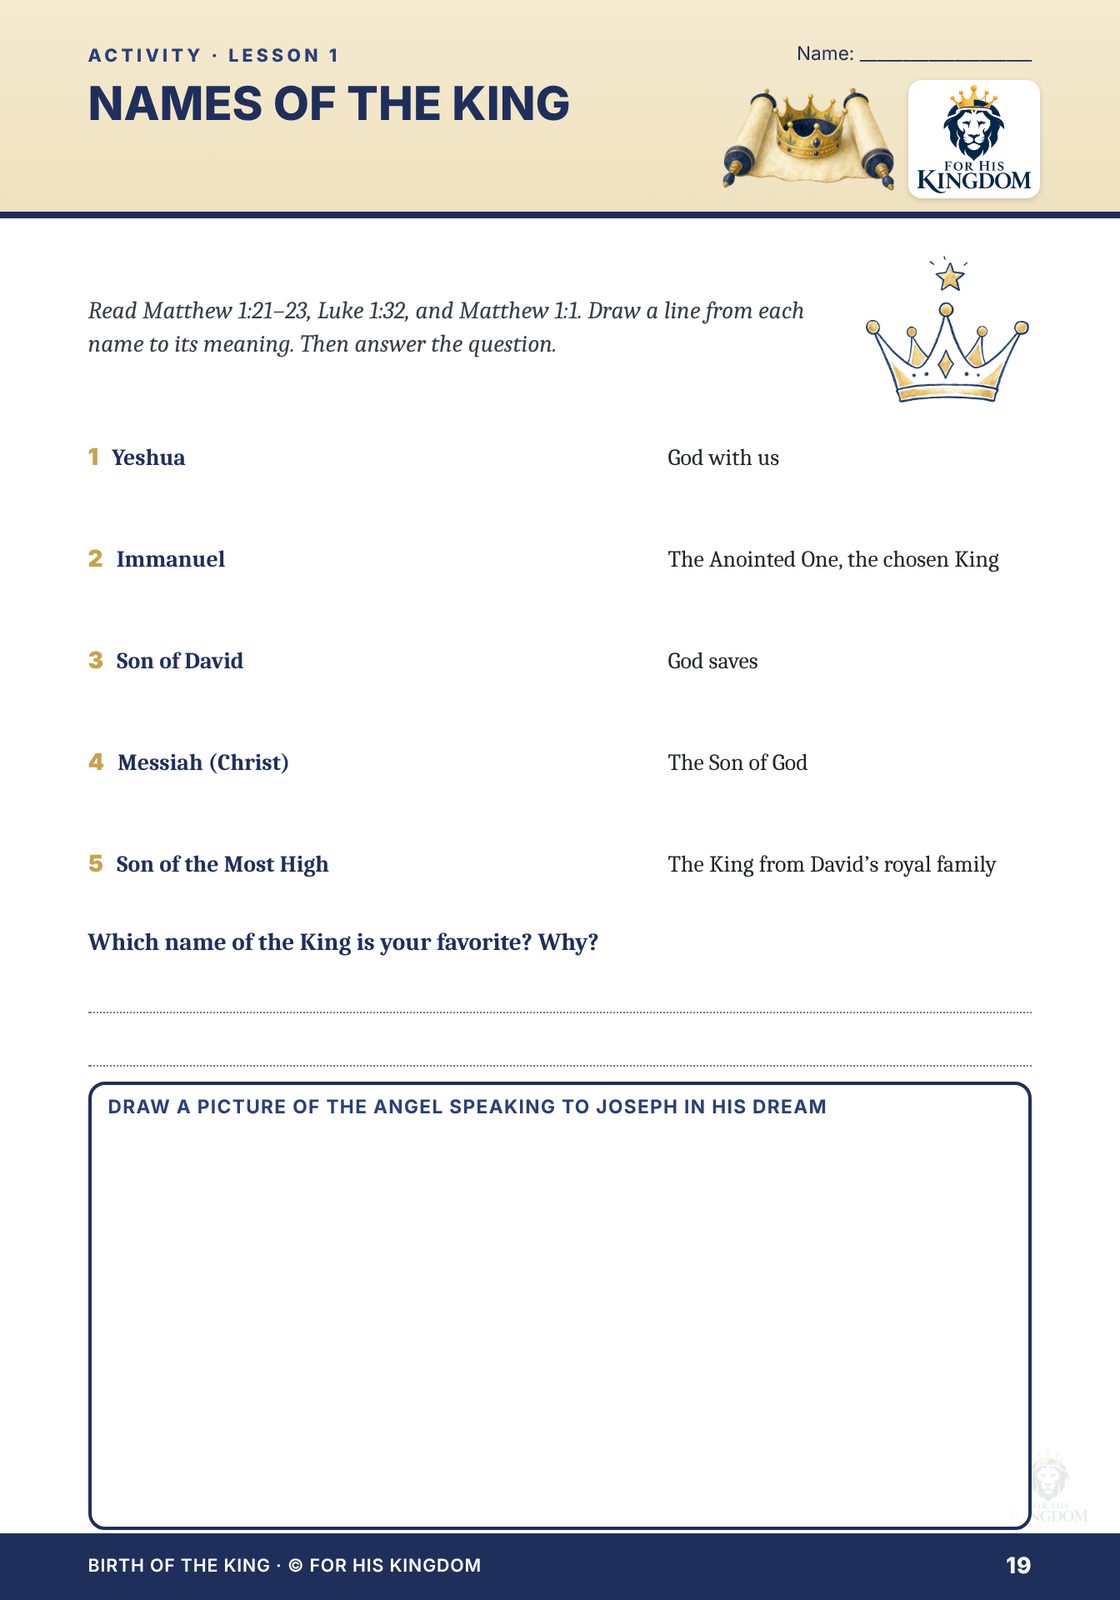 ACTIVITY · LESSON 1
Name: ____________________
NAMES OF THE KING
FOR HIS
KINGDOM
Read Matthew 1:21–23, Luke 1:32, and Matthew 1:1. Draw a line from each
name to its meaning. Then answer the question.
1 Yeshua
God with us
2 Immanuel
The Anointed One, the chosen King
3 Son of David
God saves
4 Messiah (Christ)
The Son of God
5 Son of the Most High
The King from David’s royal family
Which name of the King is your favorite? Why?
DRAW A PICTURE OF THE ANGEL SPEAKING TO JOSEPH IN HIS DREAM
FOR HIS
KINGDOM
BIRTH OF THE KING · © FOR HIS KINGDOM
19